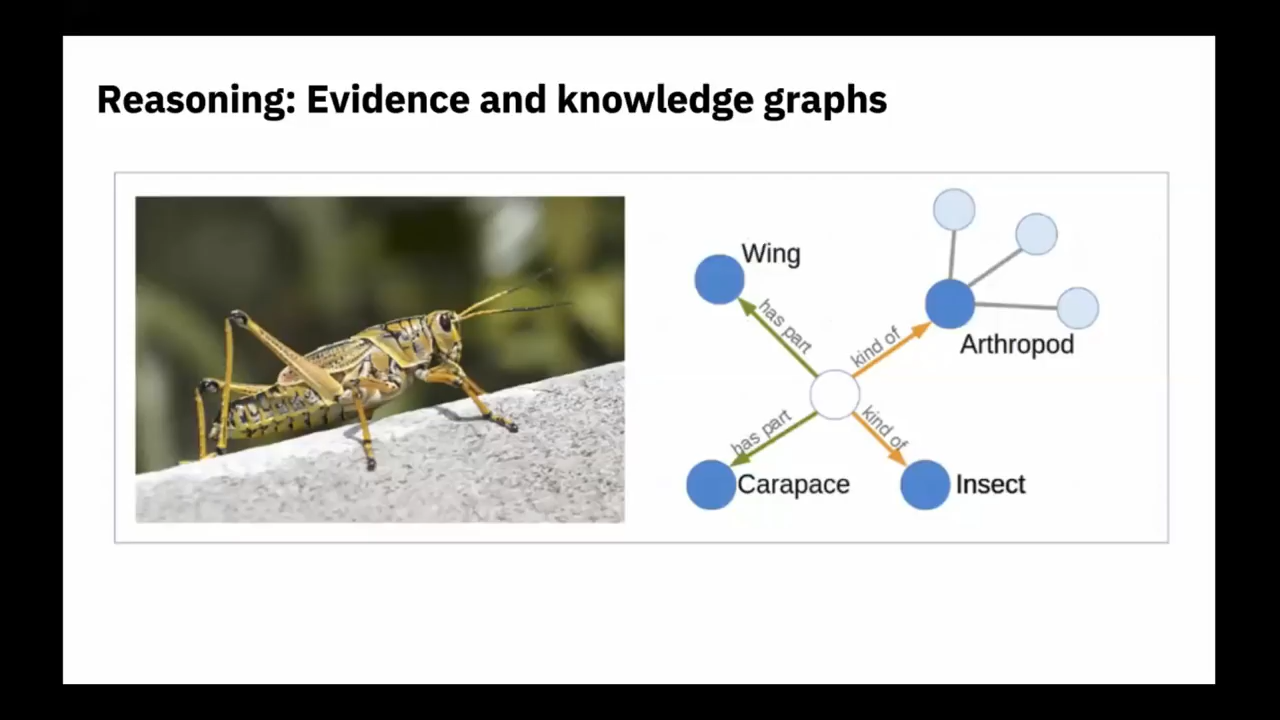 Reasoning: Evidence and knowledge graphs
Wing
has part
kind of
Arthropod
has part
kind of
Carapace
Insect